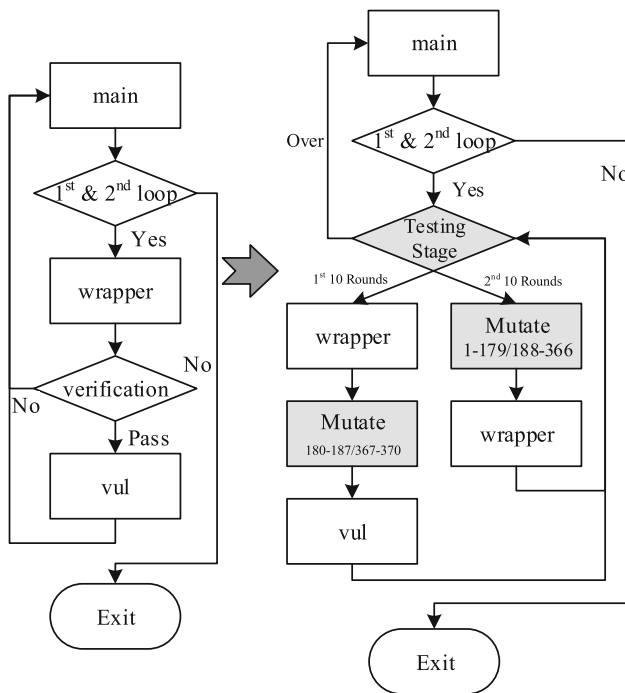 main
1st & 2nd loop
Yes
wrapper
No
verification
No
Pass
vul
Exit
main
Over
1st & 2nd loop
No
Yes
Testing
Stage
1st 10 Rounds
2nd 10 Rounds
wrapper
Mutate
1-179/188-366
Mutate
180-187/367-370
wrapper
vul
Exit